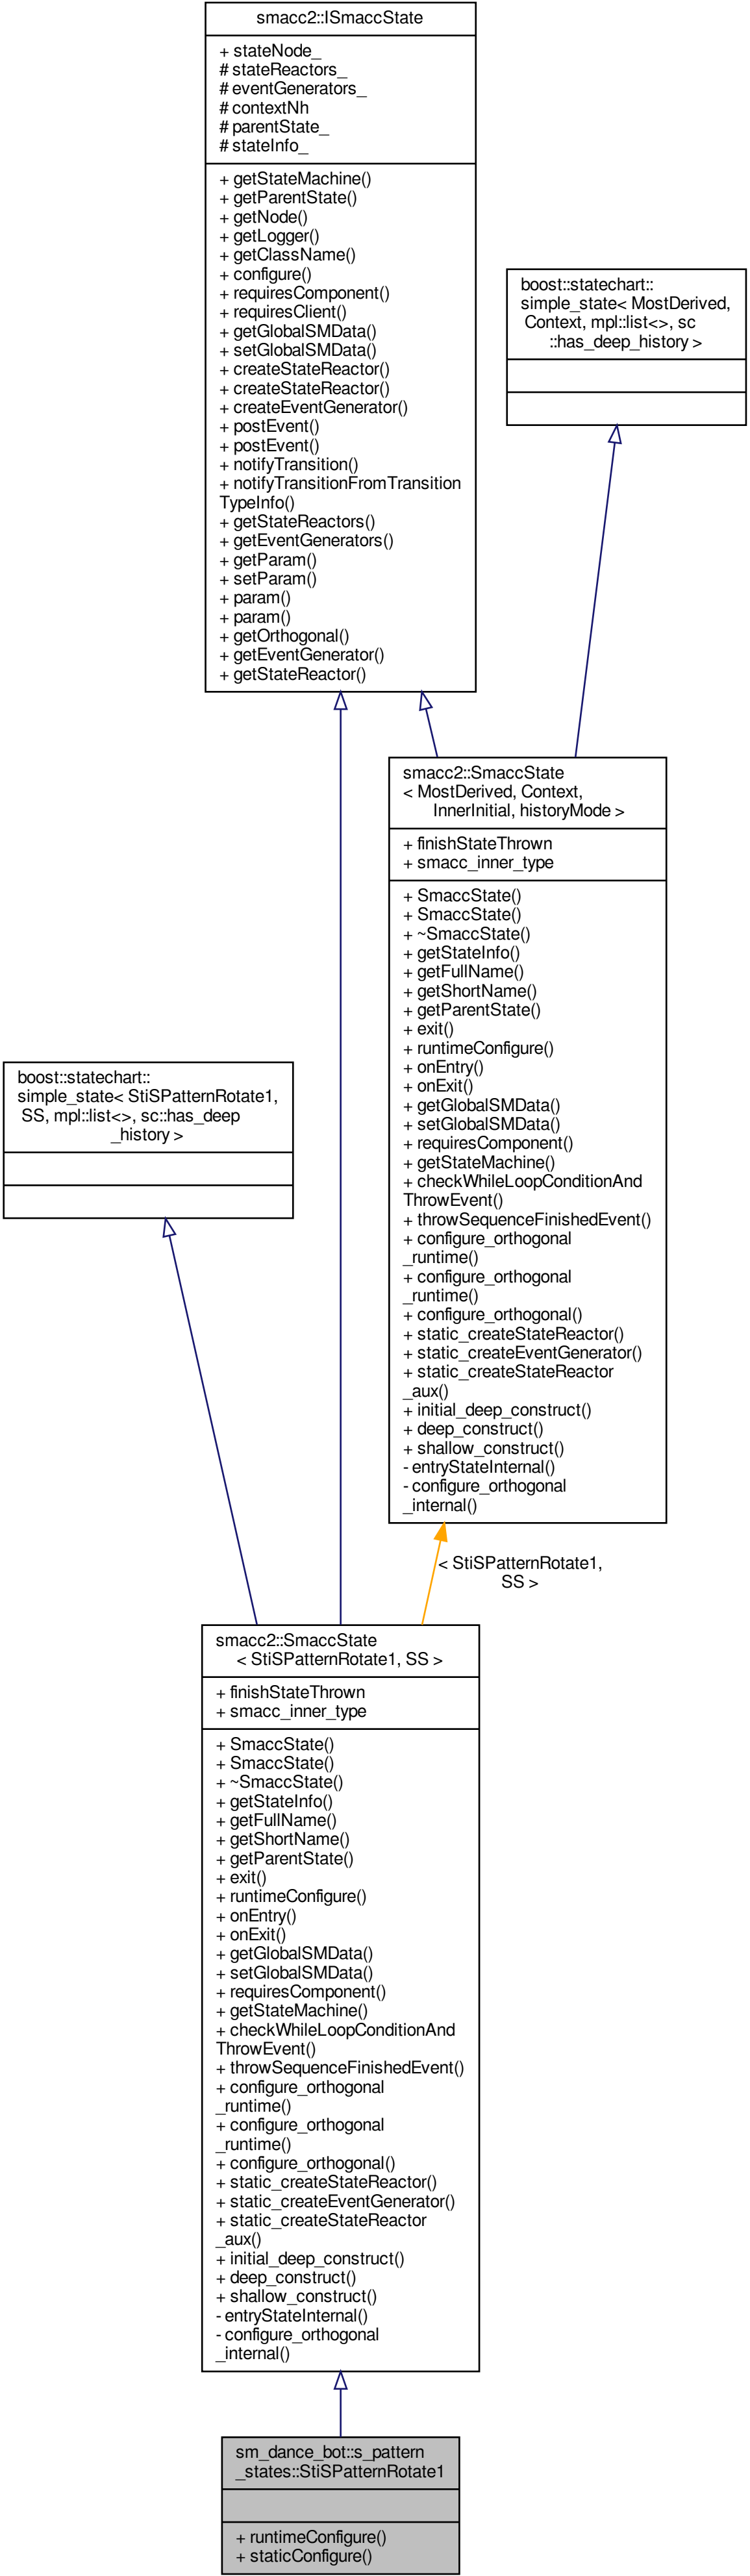 smacc2::ISmaccState
+ stateNode_
# stateReactors_
# eventGenerators_
# contextNh
# parentState_
# stateInfo_
+ getStateMachine()
+ getParentState()
+ getNode()
+ getLogger()
+ getClassName()
+ configure()
+ requiresComponent()
+ requiresClient()
+ getGlobalSMData()
+ setGlobalSMData()
+ createStateReactor()
+ createStateReactor()
+ createEventGenerator()
+ postEvent()
+ postEvent()
+ notifyTransition()
+ notifyTransitionFromTransition
TypeInfo()
+ getStateReactors()
+ getEventGenerators()
+ getParam()
+ setParam()
+ param()
+ param()
+ getOrthogonal()
+ getEventGenerator()
+ getStateReactor()
boost::statechart::
simple_state< MostDerived,
Context, mpl::list<>, sc
::has_deep_history >
smacc2::SmaccState
< MostDerived, Context,
InnerInitial, historyMode >
+ finishStateThrown
+ smacc_inner_type
+ SmaccState()
+ SmaccState()
+ ~SmaccState()
+ getStateInfo()
+ getFullName()
+ getShortName()
+ getParentState()
+ exit()
+ runtimeConfigure()
+ onEntry()
+ onExit()
+ getGlobalSMData()
+ setGlobalSMData()
+ requiresComponent()
+ getStateMachine()
+ checkWhileLoopConditionAnd
ThrowEvent()
+ throwSequenceFinishedEvent()
+ configure_orthogonal
_runtime()
+ configure_orthogonal
_runtime()
+ configure_orthogonal()
+ static_createStateReactor()
+ static_createEventGenerator()
+ static_createStateReactor
_aux()
+ initial_deep_construct()
+ deep_construct()
+ shallow_construct()
- entryStateInternal()
- configure_orthogonal
_internal()
boost::statechart::
simple_state< StiSPatternRotate1,
SS, mpl::list<>, sc::has_deep
_history >
< StiSPatternRotate1,
SS >
smacc2::SmaccState
< StiSPatternRotate1, SS >
+ finishStateThrown
+ smacc_inner_type
+ SmaccState()
+ SmaccState()
+ ~SmaccState()
+ getStateInfo()
+ getFullName()
+ getShortName()
+ getParentState()
+ exit()
+ runtimeConfigure()
+ onEntry()
+ onExit()
+ getGlobalSMData()
+ setGlobalSMData()
+ requiresComponent()
+ getStateMachine()
+ checkWhileLoopConditionAnd
ThrowEvent()
+ throwSequenceFinishedEvent()
+ configure_orthogonal
_runtime()
+ configure_orthogonal
_runtime()
+ configure_orthogonal()
+ static_createStateReactor()
+ static_createEventGenerator()
+ static_createStateReactor
_aux()
+ initial_deep_construct()
+ deep_construct()
+ shallow_construct()
- entryStateInternal()
- configure_orthogonal
_internal()
sm_dance_bot::s_pattern
_states::StiSPatternRotate1
+ runtimeConfigure()
+ staticConfigure()